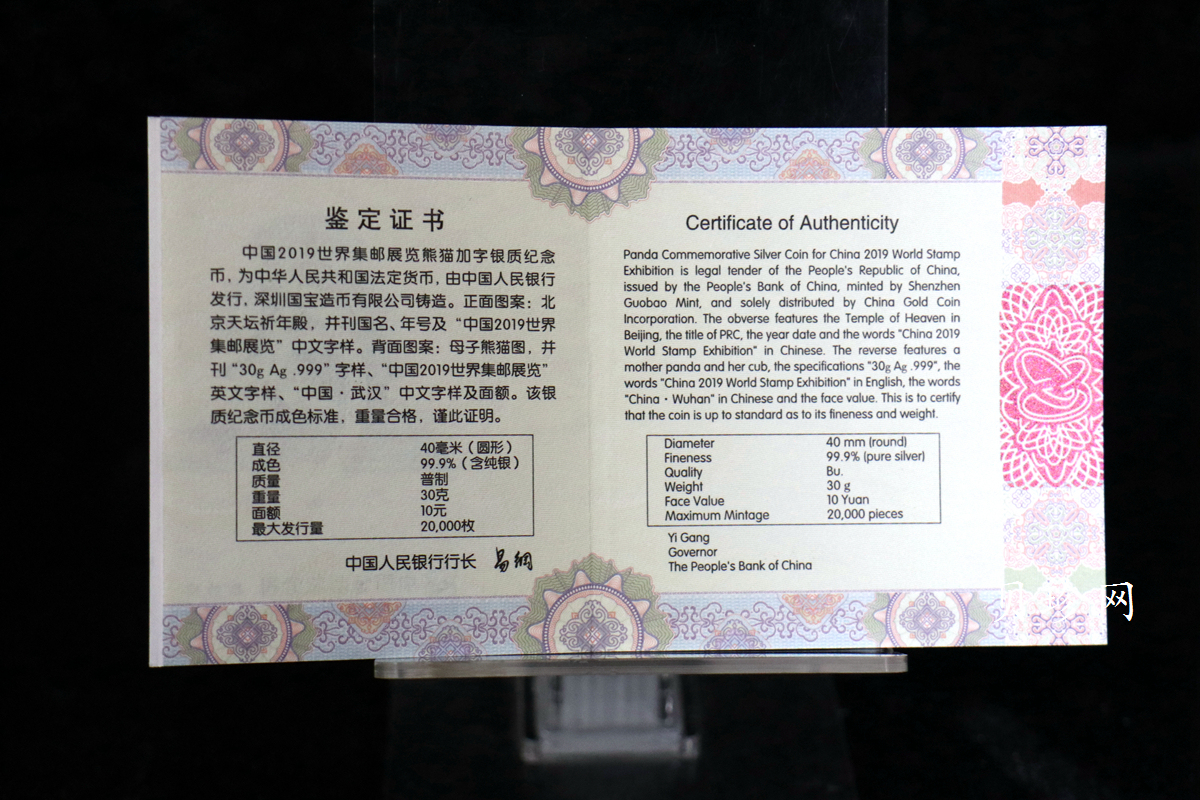 鉴定证书
中国2019世界集邮展览熊猫加字银质纪念
币，为中华人民共和国法定货币，由中国人民银行
发行，深圳国宝造币有限公司铸造。正面图案：北
京天坛祈年殿，并刊国名、年号及“中国2019世界
集邮展览”中文字样。背面图案：母子熊猫图，并
刊“30g Ag .999”字样、“中国2019世界集邮展览”
英文字样、“中国·武汉”中文字样及面额。该银
质纪念币成色标准，重量合格，谨此证明。
直径 40毫米（圆形）
成色 99.9%（含纯银）
质量 普制
重量 30克
面额 10元
最大发行量 20,000枚
中国人民银行行长 易纲
Certificate of Authenticity
Panda Commemorative Silver Coin for China 2019 World Stamp
Exhibition is legal tender of the People's Republic of China,
issued by the People's Bank of China, minted by Shenzhen
Guobao Mint, and solely distributed by China Gold Coin
Incorporation. The obverse features the Temple of Heaven in
Beijing, the title of PRC, the year date and the words "China 2019
World Stamp Exhibition" in Chinese. The reverse features a
mother panda and her cub, the specifications "30g Ag .999", the
words "China 2019 World Stamp Exhibition" in English, the words
"China · Wuhan" in Chinese and the face value. This is to certify
that the coin is up to standard as to its fineness and weight.
Diameter 40 mm (round)
Fineness 99.9% (pure silver)
Quality Bu.
Weight 30 g
Face Value 10 Yuan
Maximum Mintage 20,000 pieces
Yi Gang
Governor
The People's Bank of China
网